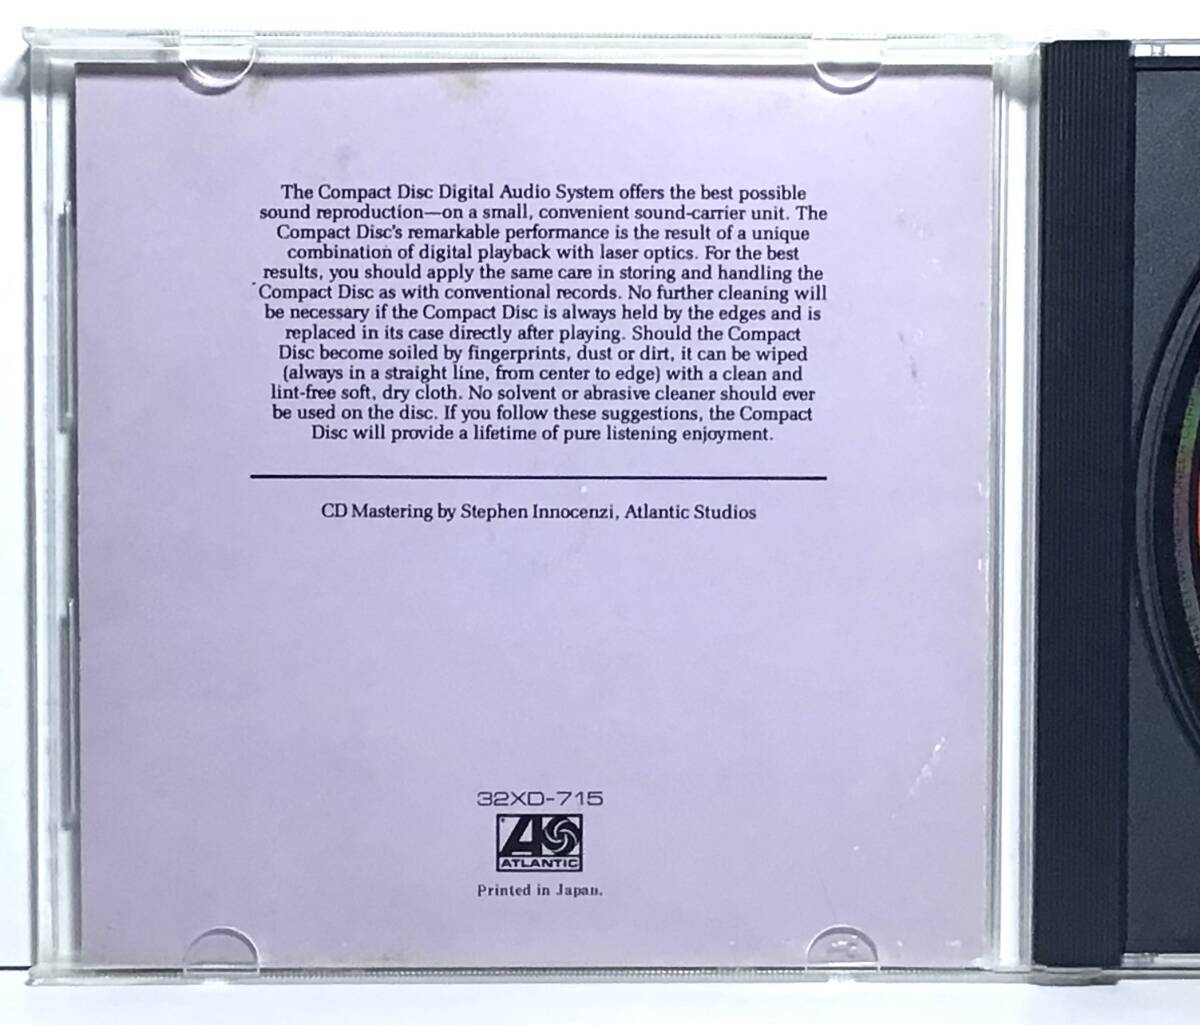 The Compact Disc Digital Audio System offers the best possible
sound reproduction—on a small, convenient sound-carrier unit. The
Compact Disc's remarkable performance is the result of a unique
combination of digital playback with laser optics. For the best
results, you should apply the same care in storing and handling the
Compact Disc as with conventional records. No further cleaning will
be necessary if the Compact Disc is always held by the edges and is
replaced in its case directly after playing. Should the Compact
Disc become soiled by fingerprints, dust or dirt, it can be wiped
(always in a straight line, from center to edge) with a clean and
lint-free soft, dry cloth. No solvent or abrasive cleaner should ever
be used on the disc. If you follow these suggestions, the Compact
Disc will provide a lifetime of pure listening enjoyment.
CD Mastering by Stephen Innocenzi, Atlantic Studios
32XD-715
ATLANTIC
Printed in Japan.